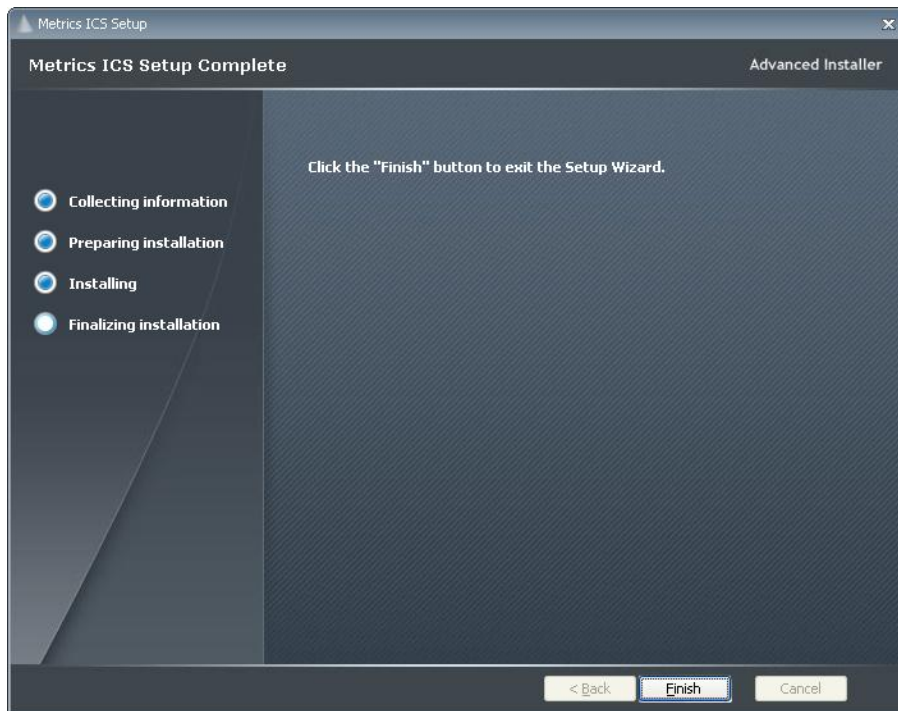 Metrics ICS Setup
Metrics ICS Setup Complete
Advanced Installer
Click the "Finish" button to exit the Setup Wizard.
Collecting information
Preparing installation
Installing
Finalizing installation
< Back
Finish
Cancel